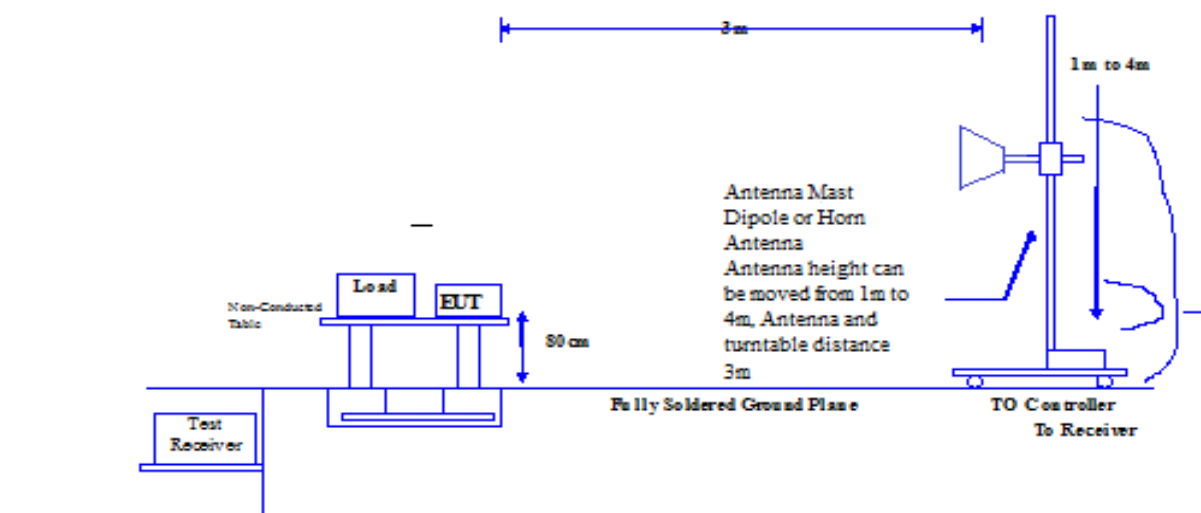 3m
1m to 4m
Antenna Mast
Dipole or Horn
Antenna
Antenna height can
be moved from 1m to
4m, Antenna and
turntable distance
3m
Load
EUT
Non-Conducted
Table
80cm
Fully Soldered Ground Plane
TO Controller
To Receiver
Test
Receiver